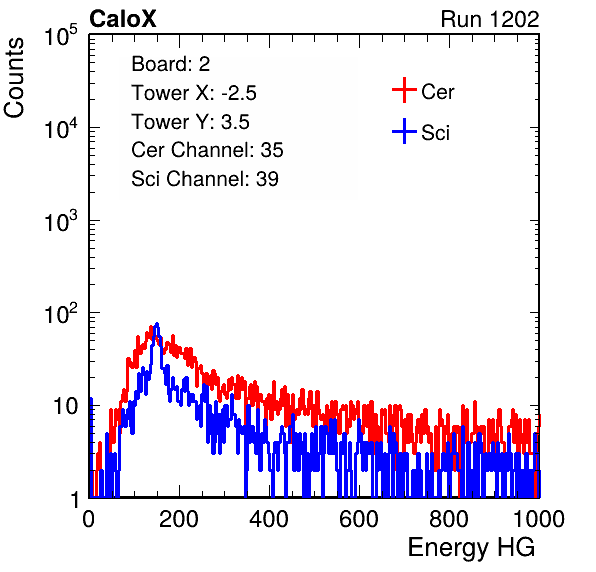 CaloX Run 1202
Counts
10^5
10^4
10^3
10^2
10
1
Board: 2
Tower X: -2.5
Tower Y: 3.5
Cer Channel: 35
Sci Channel: 39
Cer
Sci
0 200 400 600 800 1000
Energy HG